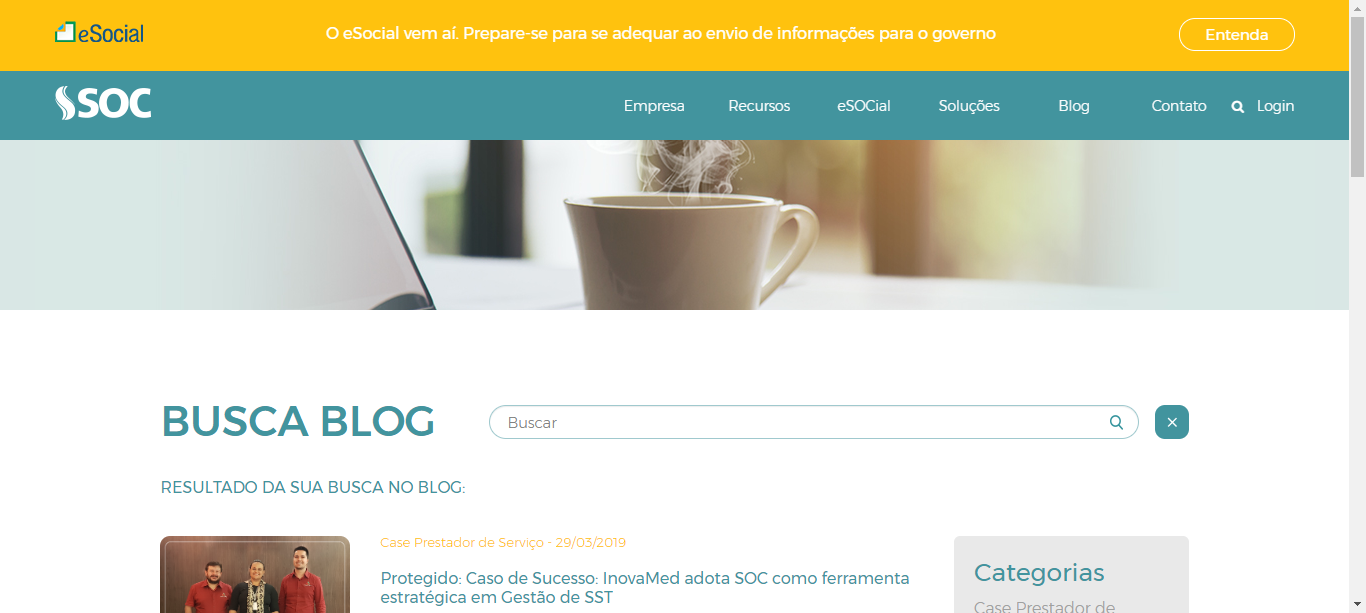 eSocial
O eSocial vem aí. Prepare-se para se adequar ao envio de informações para o governo
Entenda
SOC
Empresa
Recursos
eSOCial
Soluções
Blog
Contato
Login
BUSCA BLOG
Buscar
RESULTADO DA SUA BUSCA NO BLOG:
Case Prestador de Serviço - 29/03/2019
Protegido: Caso de Sucesso: InovaMed adota SOC como ferramenta
estratégica em Gestão de SST
Categorias
Case Prestador de